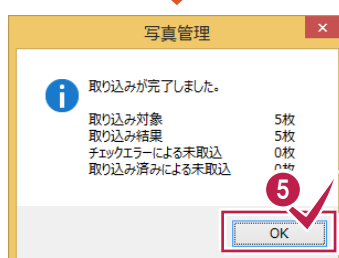 写真管理
×
取り込みが完了しました。
取り込み対象 5枚
取り込み結果 5枚
チェックエラーによる未取込 0枚
取り込み済みによる未取込 0枚
5
OK